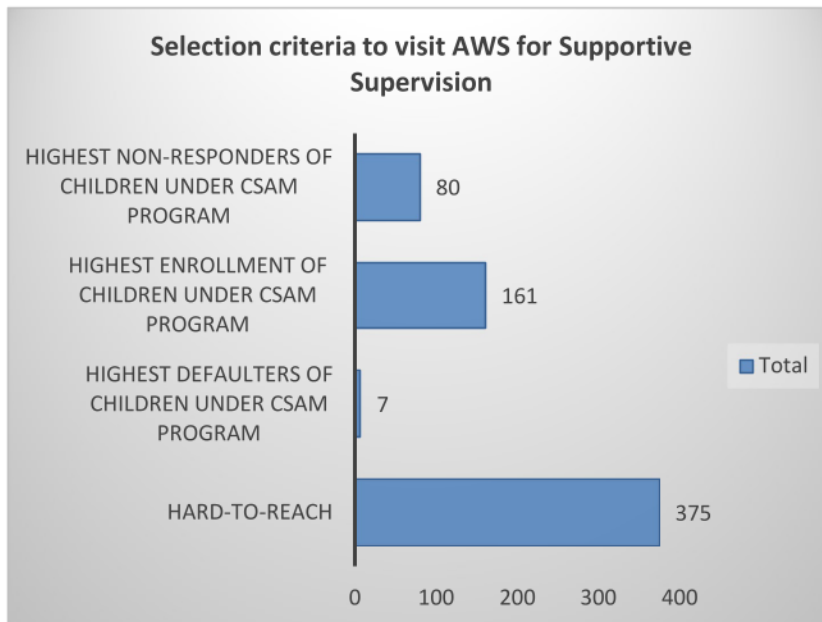 Selection criteria to visit AWS for Supportive
Supervision
HIGHEST NON-RESPONDERS OF
CHILDREN UNDER CSAM
PROGRAM
80
HIGHEST ENROLLMENT OF
CHILDREN UNDER CSAM
PROGRAM
161
HIGHEST DEFAULTERS OF
CHILDREN UNDER CSAM
PROGRAM
7
HARD-TO-REACH
375
0 100 200 300 400
Total